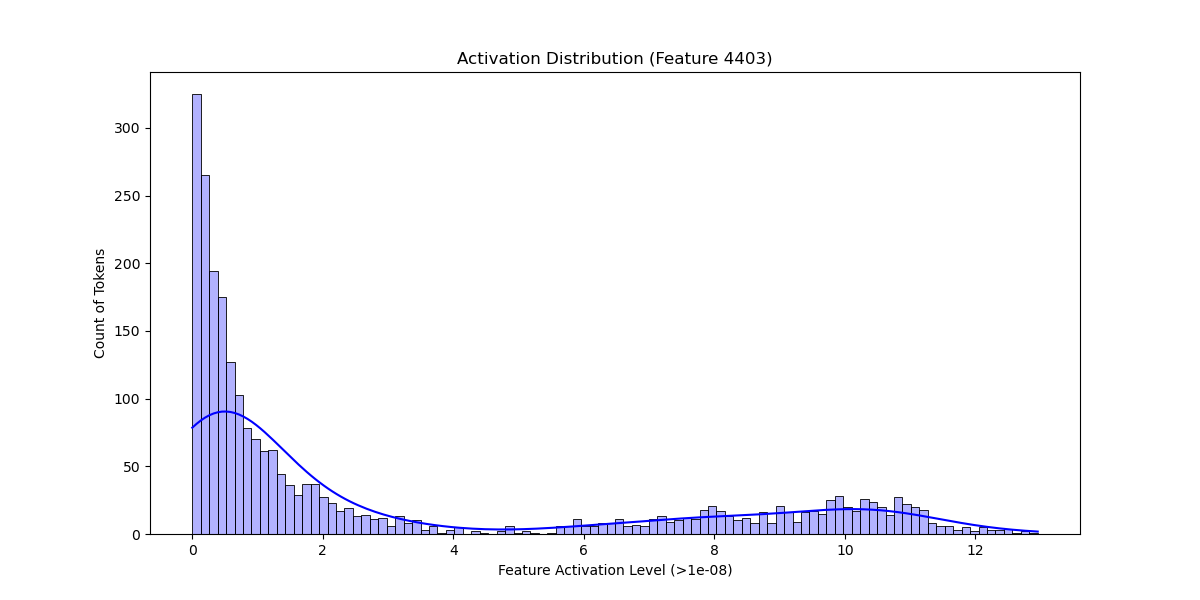 Activation Distribution (Feature 4403)
Count of Tokens
300
250
200
150
100
50
0
0 2 4 6 8 10 12
Feature Activation Level (>1e-08)